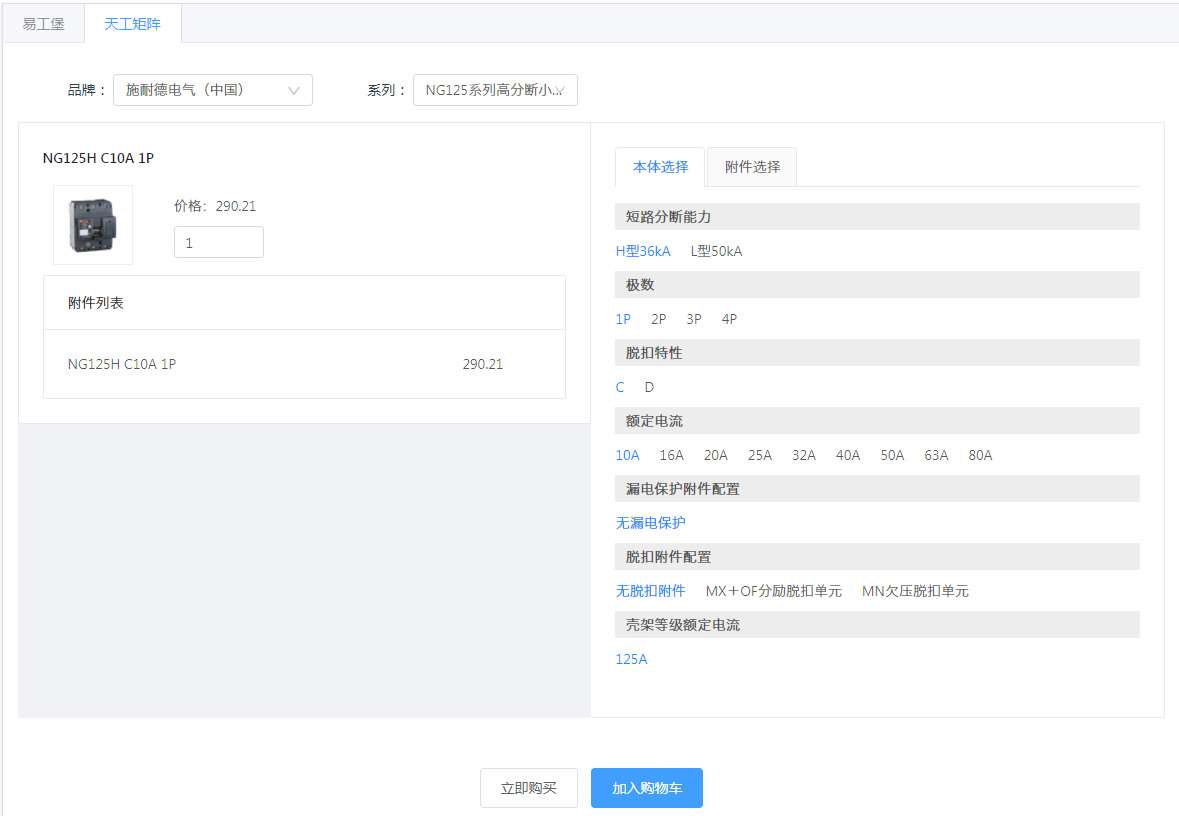 易工堡 天工矩阵
品牌： 施耐德电气（中国） 系列： NG125系列高分断小...
NG125H C10A 1P
价格：290.21
1
附件列表
NG125H C10A 1P 290.21
本体选择 附件选择
短路分断能力
H型36kA L型50kA
极数
1P 2P 3P 4P
脱扣特性
C D
额定电流
10A 16A 20A 25A 32A 40A 50A 63A 80A
漏电保护附件配置
无漏电保护
脱扣附件配置
无脱扣附件 MX＋OF分励脱扣单元 MN欠压脱扣单元
壳架等级额定电流
125A
立即购买 加入购物车